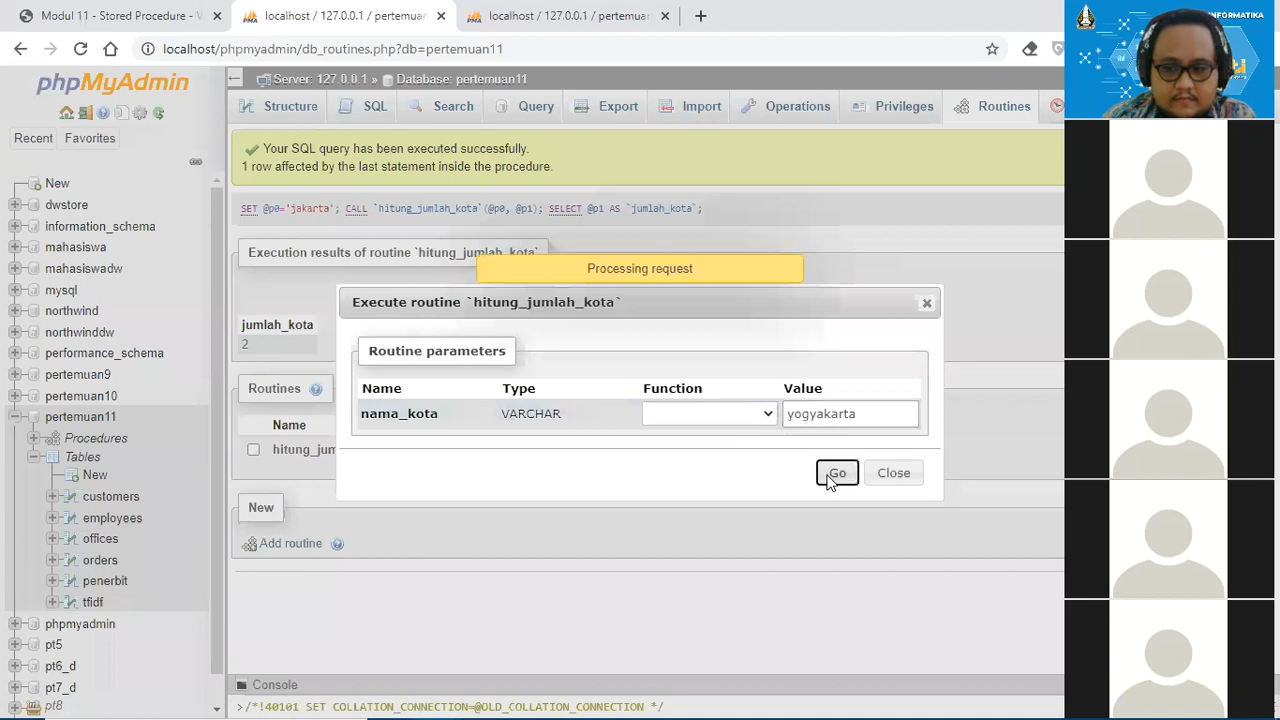 Modul 11 - Stored Procedure - W
localhost / 127.0.0.1 / pertemuan
localhost / 127.0.0.1 / pertemuan
localhost/phpmyadmin/db_routines.php?db=pertemuan11
INFORMATIKA
phpMyAdmin
Recent
Favorites
New
dwstore
information_schema
mahasiswa
mahasiswadw
mysql
northwind
northwinddw
performance_schema
pertemuan9
pertemuan10
pertemuan11
Procedures
Tables
New
customers
employees
offices
orders
penerbit
tfidf
phpmyadmin
pt5
pt6_d
pt7_d
pt8
Server: 127.0.0.1 » Database: pertemuan11
Structure
SQL
Search
Query
Export
Import
Operations
Privileges
Routines
Your SQL query has been executed successfully.
1 row affected by the last statement inside the procedure.
SET @p0='jakarta'; CALL `hitung_jumlah_kota`(@p0, @p1); SELECT @p1 AS `jumlah_kota`;
Execution results of routine `hitung_jumlah_kota`
Processing request
jumlah_kota
2
Routines
Name
hitung_jum
New
Add routine
Execute routine `hitung_jumlah_kota`
Routine parameters
Name Type Function Value
nama_kota VARCHAR yogyakarta
Go
Close
Console
>/*!40101 SET COLLATION_CONNECTION=@OLD_COLLATION_CONNECTION */